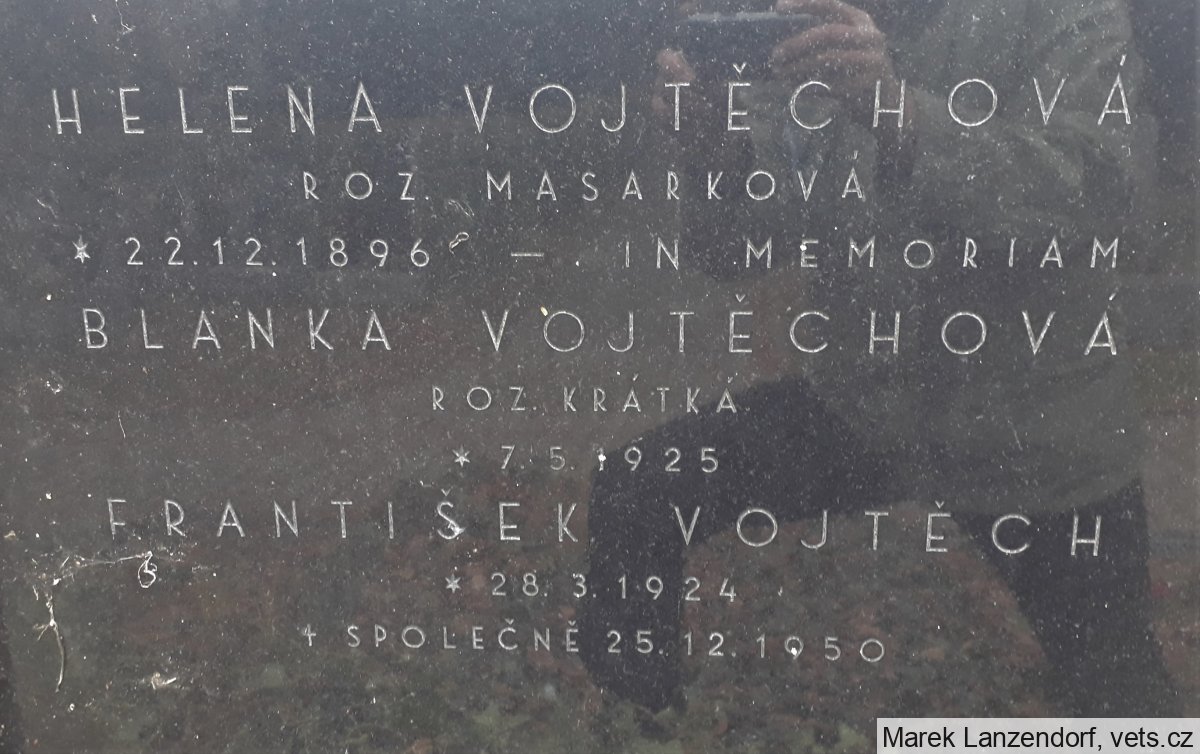 HELENA VOJTĚCHOVÁ
ROZ. MASARKOVÁ
* 22.12.1896 – IN MEMORIAM
BLANKA VOJTĚCHOVÁ
ROZ. KRÁTKÁ
* 7.5.1925
FRANTIŠEK VOJTĚCH
* 28.3.1924
† SPOLEČNĚ 25.12.1950
Marek Lanzendorf, vets.cz